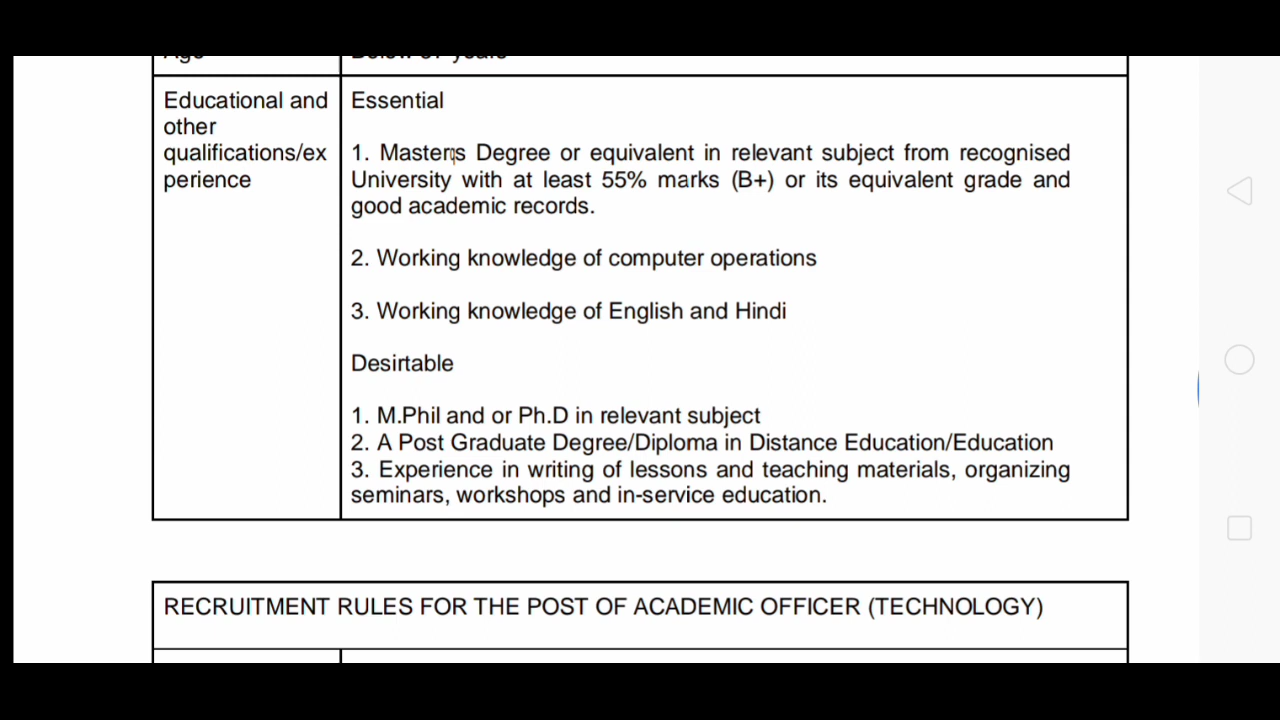 Educational and
other
qualifications/ex
perience
Essential
1. Masters Degree or equivalent in relevant subject from recognised
University with at least 55% marks (B+) or its equivalent grade and
good academic records.
2. Working knowledge of computer operations
3. Working knowledge of English and Hindi
Desirtable
1. M.Phil and or Ph.D in relevant subject
2. A Post Graduate Degree/Diploma in Distance Education/Education
3. Experience in writing of lessons and teaching materials, organizing
seminars, workshops and in-service education.
RECRUITMENT RULES FOR THE POST OF ACADEMIC OFFICER (TECHNOLOGY)